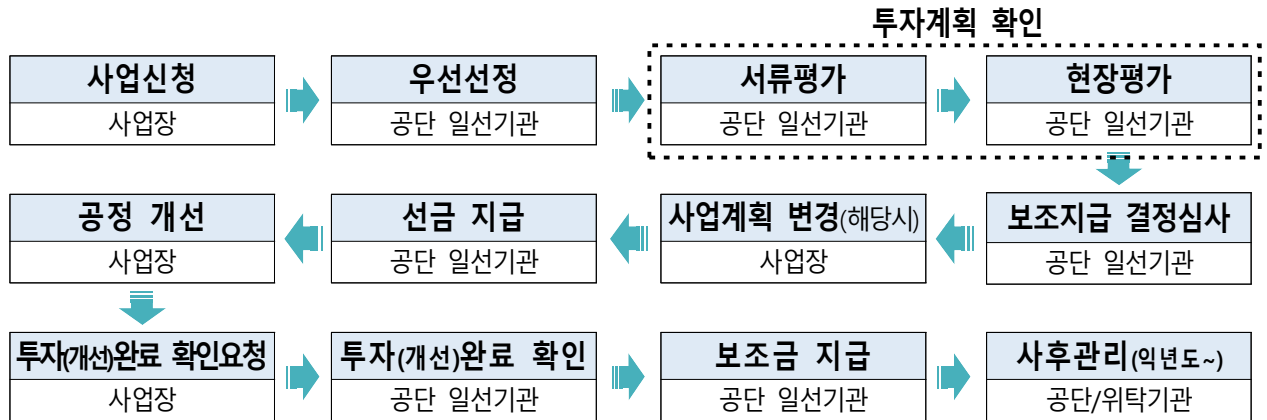 투자계획 확인
사업신청
사업장
우선선정
공단 일선기관
서류평가
공단 일선기관
현장평가
공단 일선기관
보조지급 결정심사
공단 일선기관
사업계획 변경(해당시)
사업장
선금 지급
공단 일선기관
공정 개선
사업장
투자(개선)완료 확인요청
사업장
투자(개선)완료 확인
공단 일선기관
보조금 지급
공단 일선기관
사후관리(익년도~)
공단/위탁기관